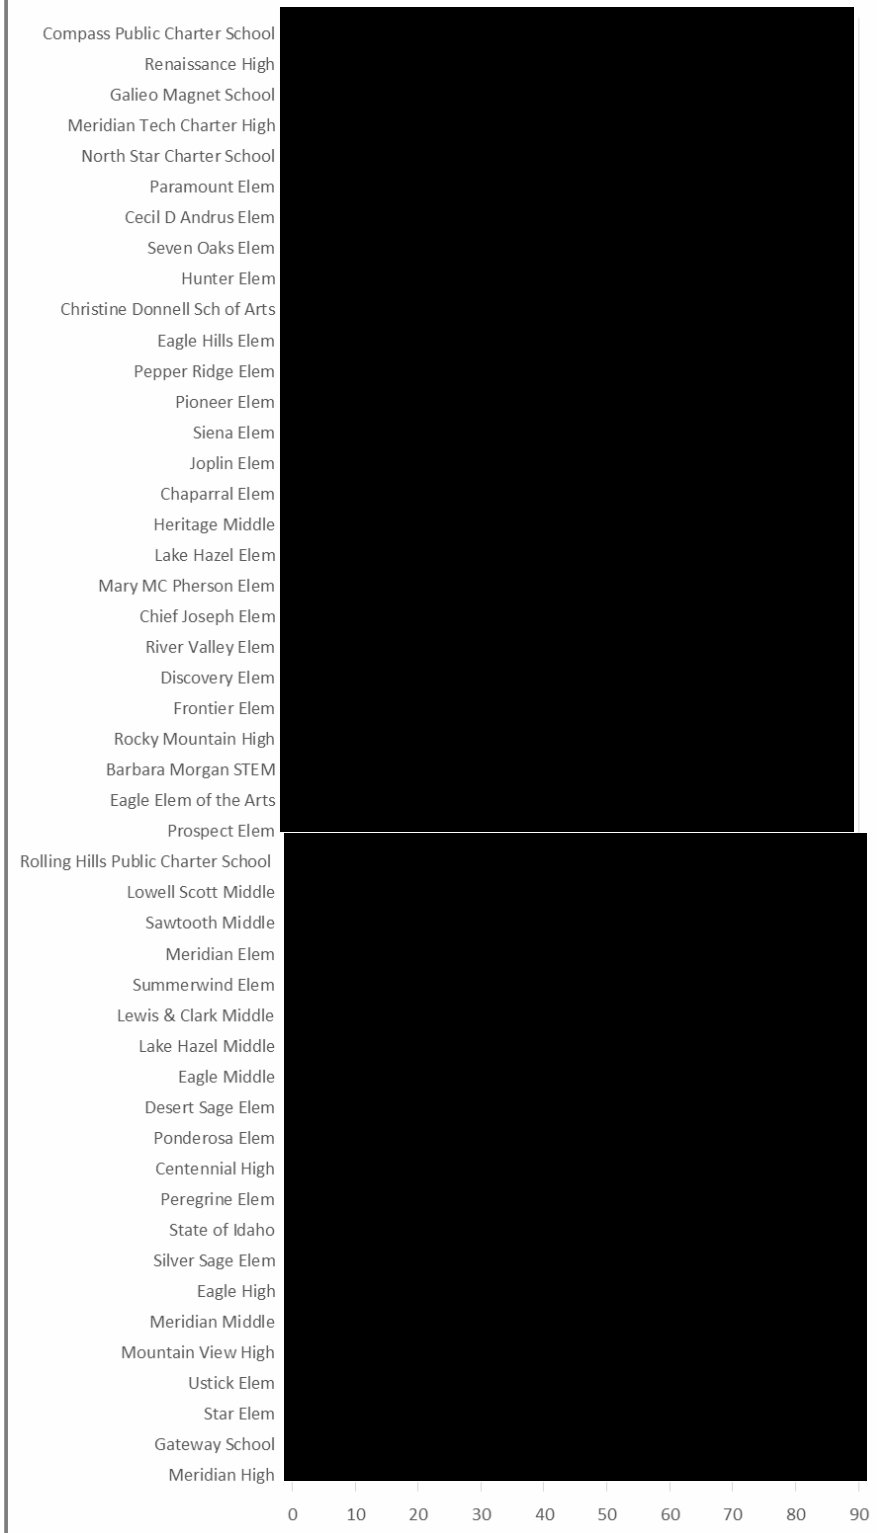 Compass Public Charter School
Renaissance High
Galieo Magnet School
Meridian Tech Charter High
North Star Charter School
Paramount Elem
Cecil D Andrus Elem
Seven Oaks Elem
Hunter Elem
Christine Donnell Sch of Arts
Eagle Hills Elem
Pepper Ridge Elem
Pioneer Elem
Siena Elem
Joplin Elem
Chaparral Elem
Heritage Middle
Lake Hazel Elem
Mary MC Pherson Elem
Chief Joseph Elem
River Valley Elem
Discovery Elem
Frontier Elem
Rocky Mountain High
Barbara Morgan STEM
Eagle Elem of the Arts
Prospect Elem
Rolling Hills Public Charter School
Lowell Scott Middle
Sawtooth Middle
Meridian Elem
Summerwind Elem
Lewis & Clark Middle
Lake Hazel Middle
Eagle Middle
Desert Sage Elem
Ponderosa Elem
Centennial High
Peregrine Elem
State of Idaho
Silver Sage Elem
Eagle High
Meridian Middle
Mountain View High
Ustick Elem
Star Elem
Gateway School
Meridian High
0 10 20 30 40 50 60 70 80 90